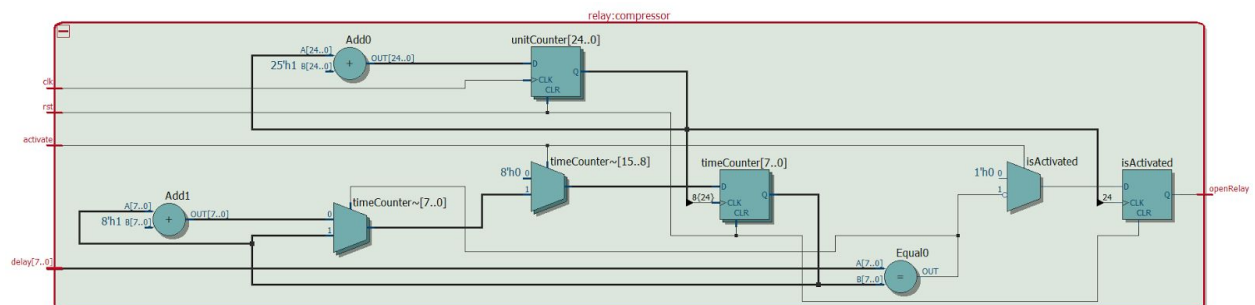 relay:compressor
Add0
unitCounter[24..0]
A[24..0]
OUT[24..0]
25'h1 B[24..0]
+
D
Q
clk
CLK
CLR
rst
activate
8'h0 0
1
timeCounter~[15..8]
timeCounter[7..0]
D
Q
8{24}
CLK
CLR
isActivated
1'h0 0
1
isActivated
D
Q
24
CLK
CLR
openRelay
Add1
A[7..0]
OUT[7..0]
8'h1 B[7..0]
+
timeCounter~[7..0]
0
1
Equal0
delay[7..0]
A[7..0]
OUT
B[7..0]
=